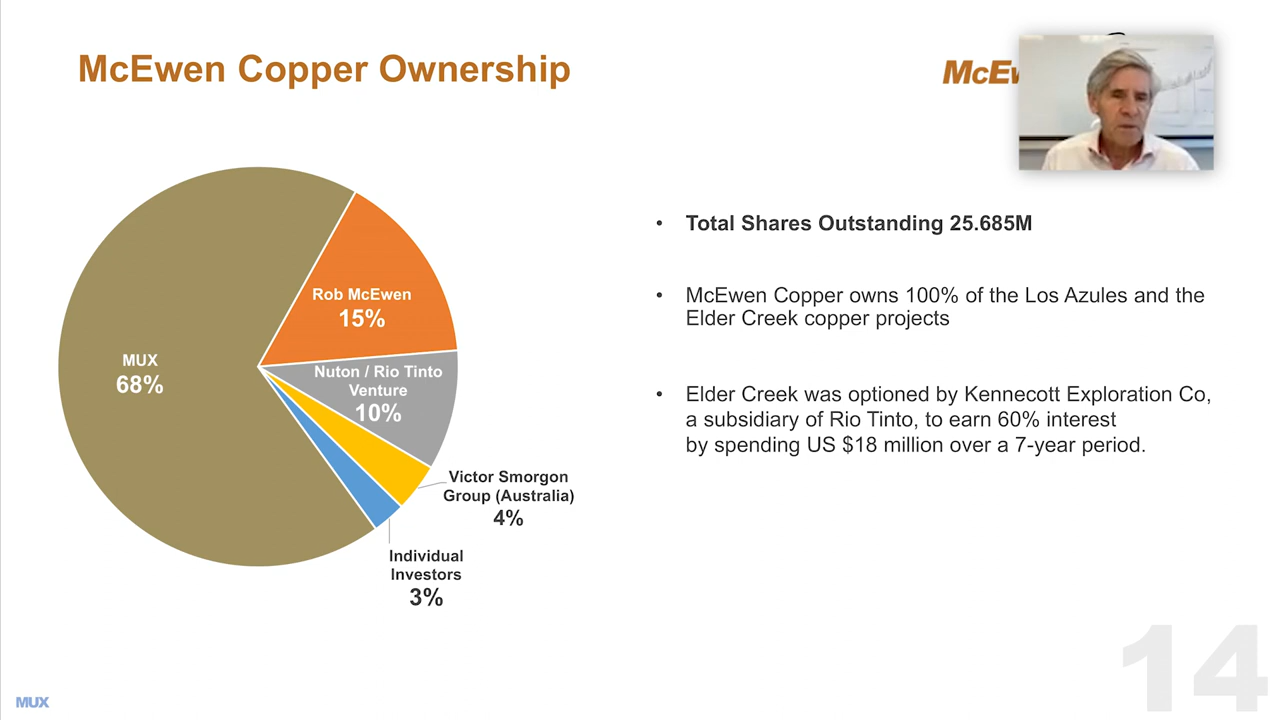 McEwen Copper Ownership
MUX
68%
Rob McEwen
15%
Nuton / Rio Tinto
Venture
10%
Victor Smorgon
Group (Australia)
4%
Individual
Investors
3%
• Total Shares Outstanding 25.685M
• McEwen Copper owns 100% of the Los Azules and the
Elder Creek copper projects
• Elder Creek was optioned by Kennecott Exploration Co,
a subsidiary of Rio Tinto, to earn 60% interest
by spending US $18 million over a 7-year period.
MUX
14